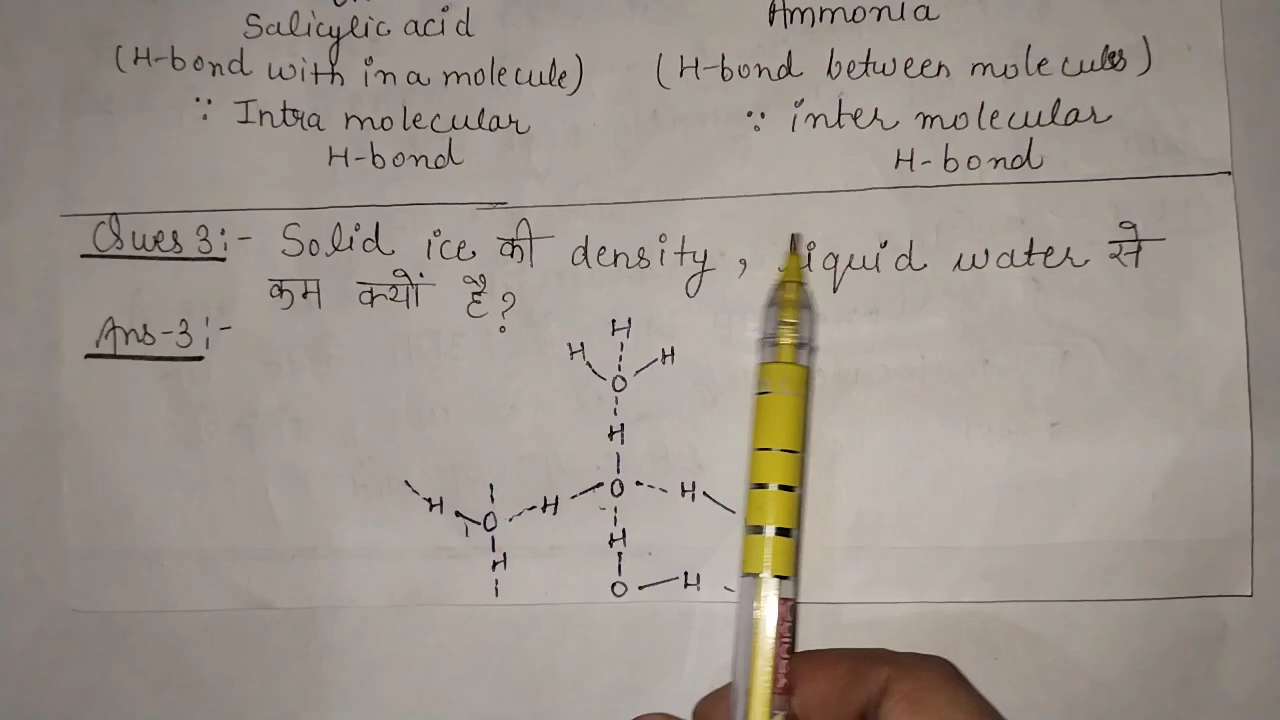 Salicylic acid
Ammonia
(H-bond with in a molecule)
(H-bond between molecules)
∵ Intra molecular
H-bond
∵ inter molecular
H-bond
Ques 3:- Solid ice की density, liquid water से
कम क्यों है?
Ans-3:-
H
H H
O
H
O H
H O H
H
H
O H